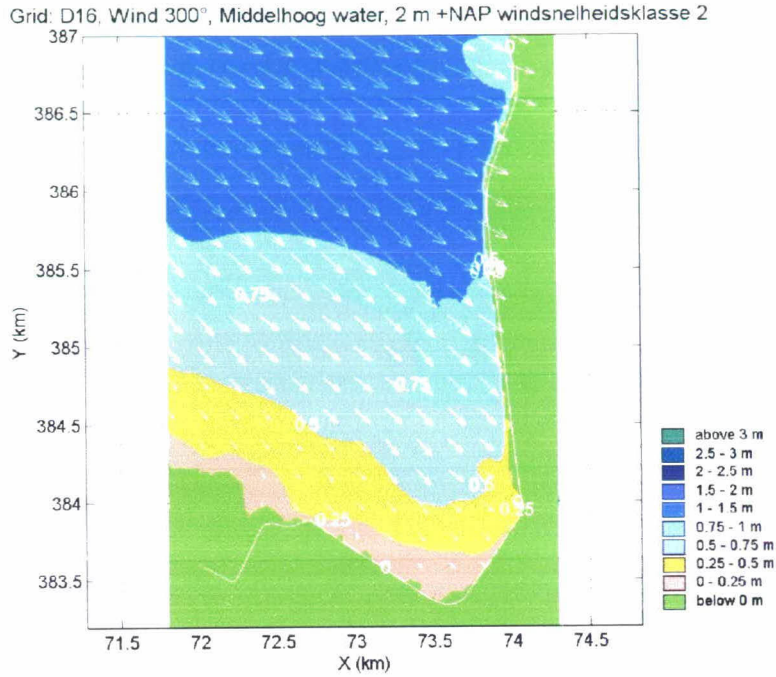 Grid: D16, Wind 300°, Middelhoog water, 2 m +NAP windsnelheidsklasse 2
387
386.5
386
385.5
385
384.5
384
383.5
Y (km)
0
0.75
0.75
0.5
0.5
0.25
0.25
0
0
71.5
72
72.5
73
73.5
74
74.5
X (km)
above 3 m
2.5 - 3 m
2 - 2.5 m
1.5 - 2 m
1 - 1.5 m
0.75 - 1 m
0.5 - 0.75 m
0.25 - 0.5 m
0 - 0.25 m
below 0 m